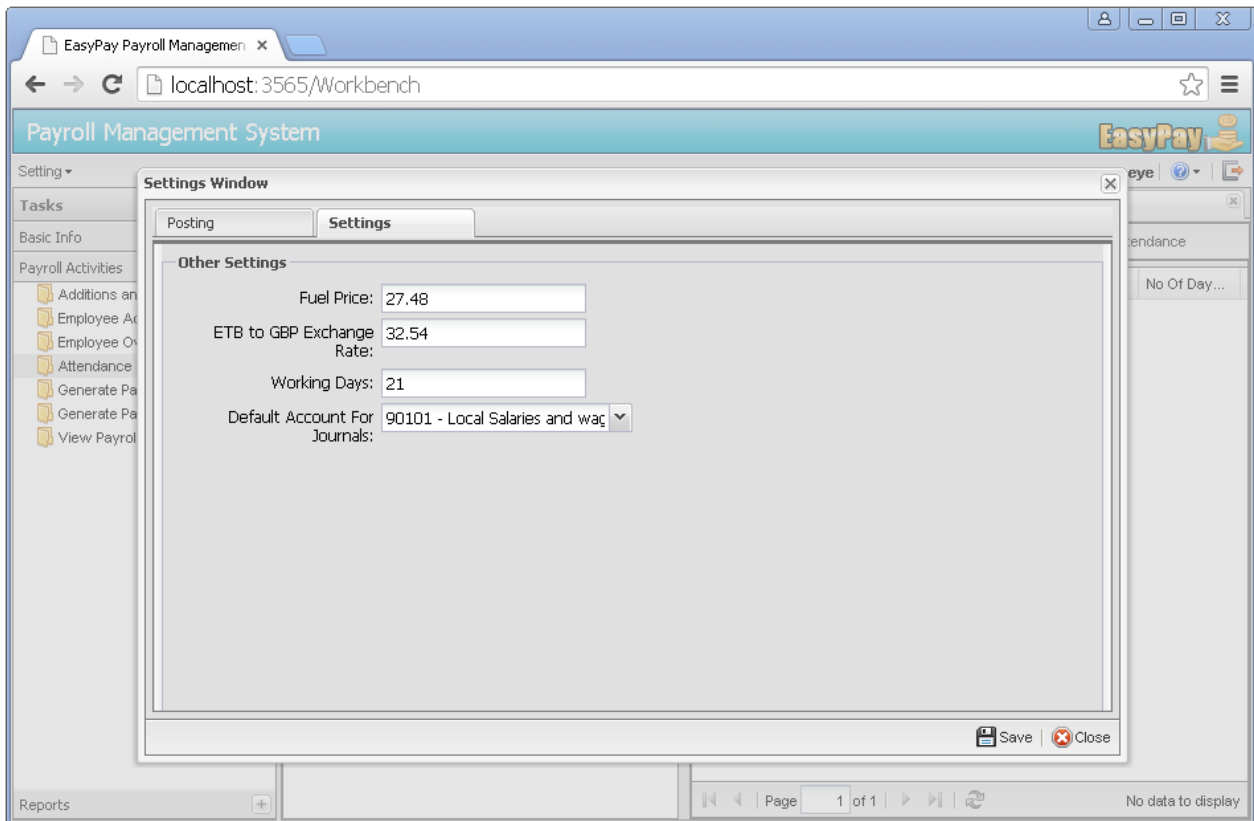 EasyPay Payroll Managemen
localhost:3565/Workbench
Payroll Management System
EasyPay
Setting
eye
Settings Window
Tasks
Posting
Settings
Basic Info
endance
Payroll Activities
Other Settings
Additions an
Fuel Price: 27.48
No Of Day...
Employee Ad
ETB to GBP Exchange
Rate:
32.54
Employee Ov
Attendance
Working Days: 21
Generate Pa
Generate Pa
Default Account For
Journals:
90101 - Local Salaries and wag
View Payrol
Save
Close
Reports
Page 1 of 1
No data to display